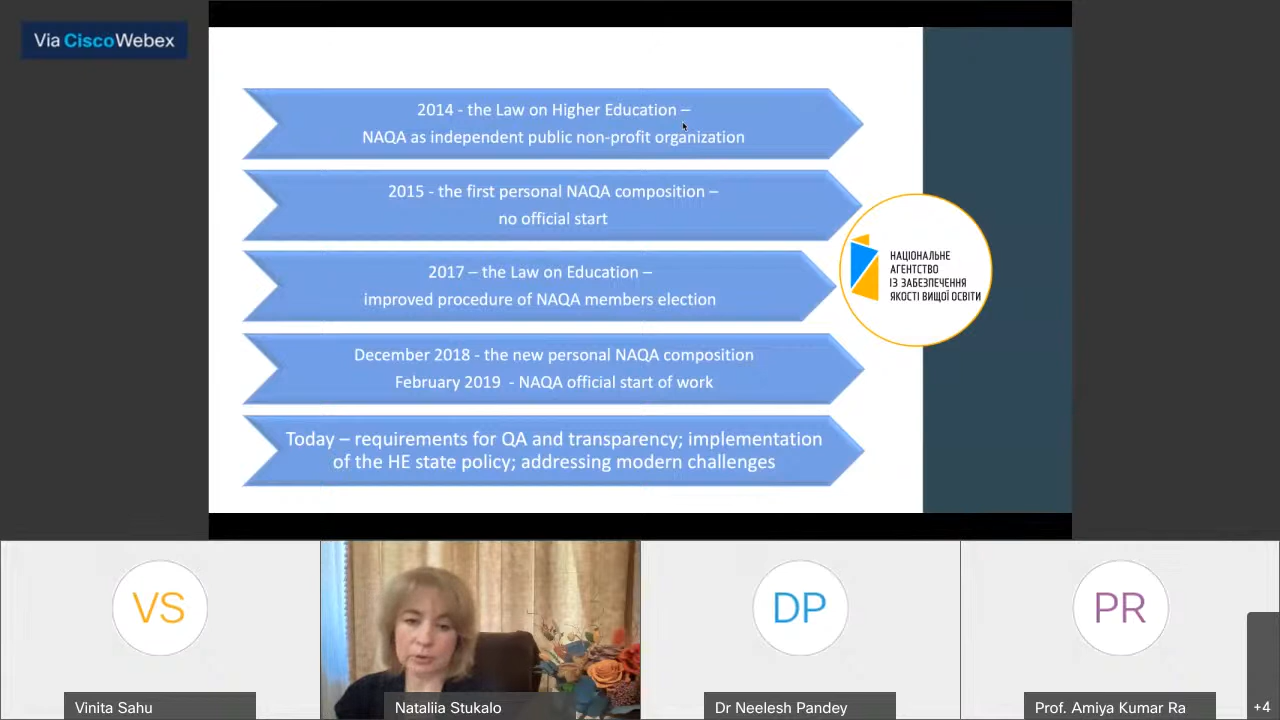 Via Cisco Webex
2014 - the Law on Higher Education –
NAQA as independent public non-profit organization
2015 - the first personal NAQA composition –
no official start
2017 – the Law on Education –
improved procedure of NAQA members election
December 2018 - the new personal NAQA composition
February 2019 - NAQA official start of work
Today – requirements for QA and transparency; implementation
of the HE state policy; addressing modern challenges
НАЦІОНАЛЬНЕ
АГЕНТСТВО
ІЗ ЗАБЕЗПЕЧЕННЯ
ЯКОСТІ ВИЩОЇ ОСВІТИ
VS
DP
PR
Vinita Sahu
Nataliia Stukalo
Dr Neelesh Pandey
Prof. Amiya Kumar Ra
+4